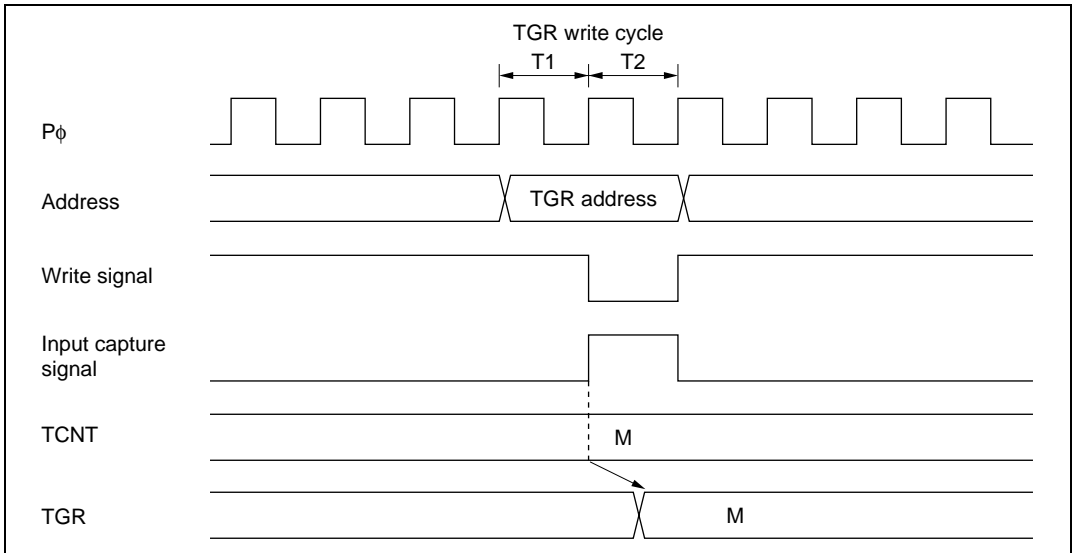 TGR write cycle
T1 T2
Pϕ
Address
TGR address
Write signal
Input capture
signal
TCNT
M
TGR
M